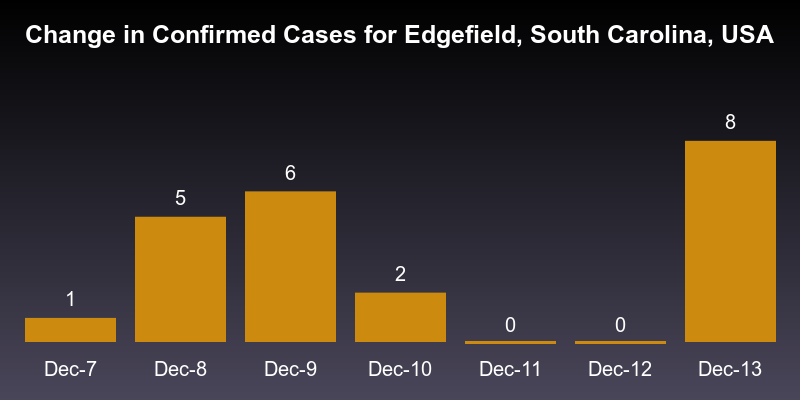 Change in Confirmed Cases for Edgefield, South Carolina, USA
1 5 6 2 0 0 8
Dec-7 Dec-8 Dec-9 Dec-10 Dec-11 Dec-12 Dec-13